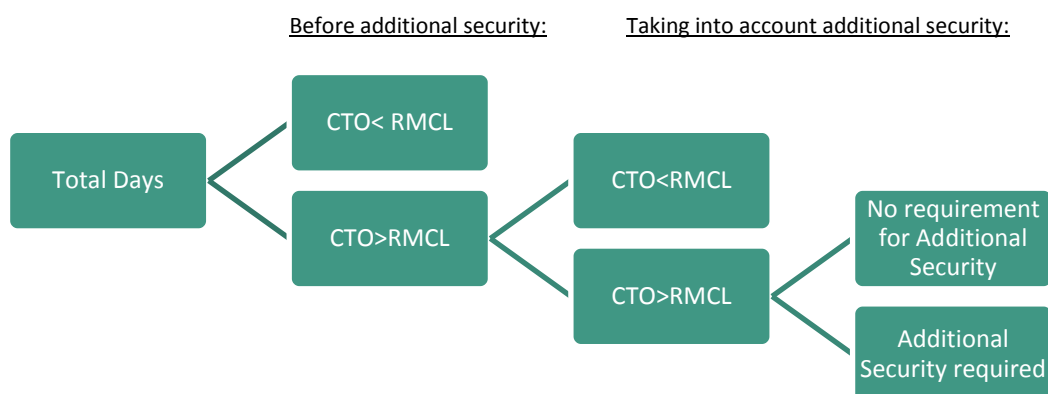 Before additional security:
Taking into account additional security:
Total Days
CTO< RMCL
CTO>RMCL
CTO<RMCL
CTO>RMCL
No requirement
for Additional
Security
Additional
Security required